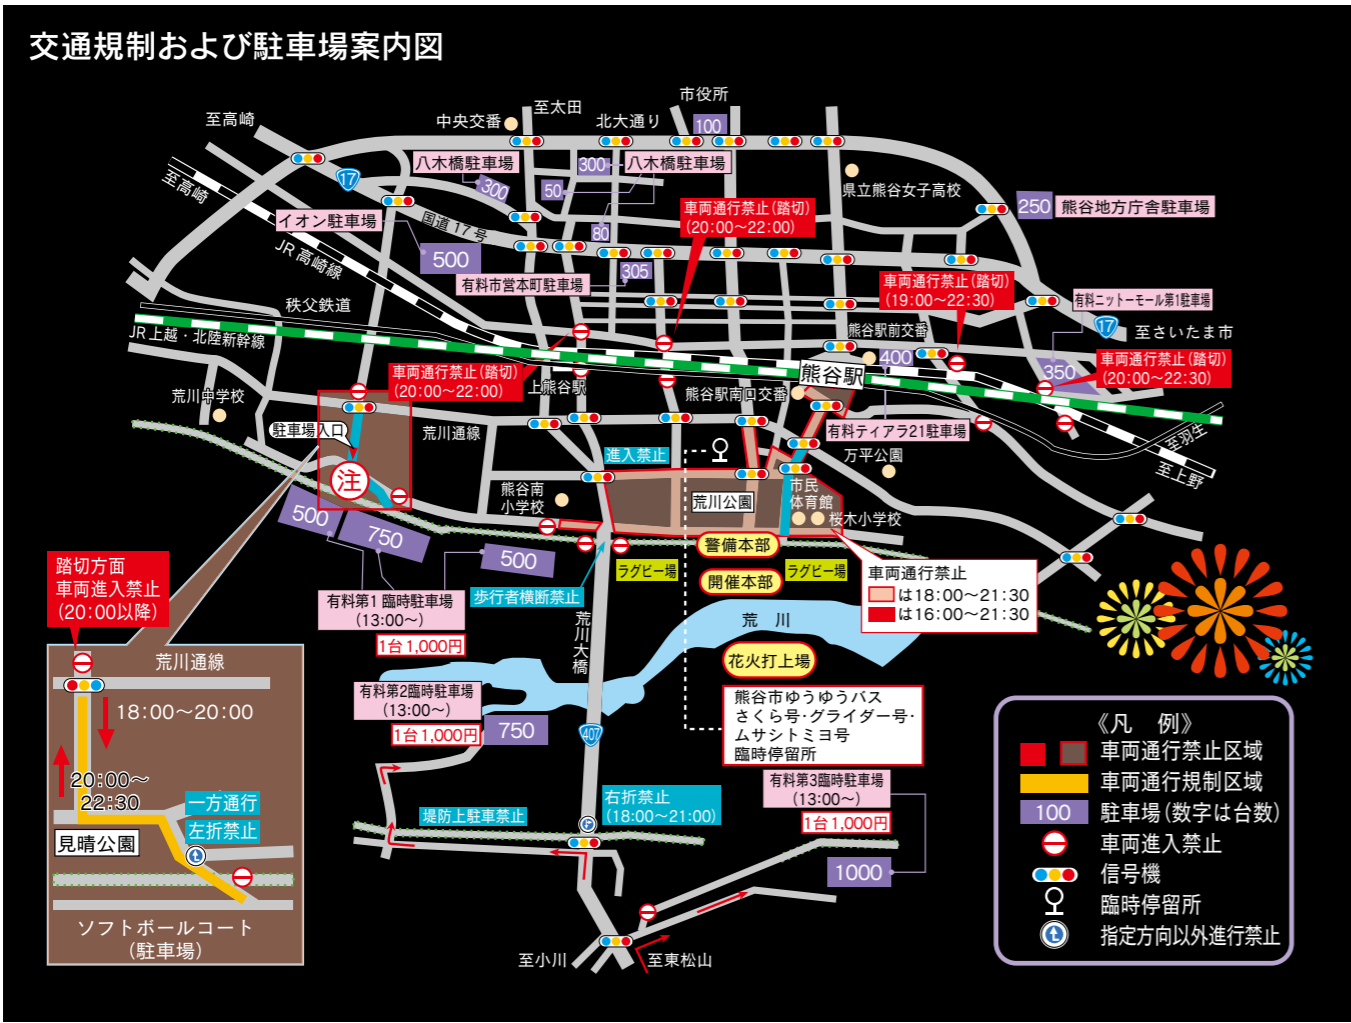 交通規制および駐車場案内図
至高崎
中央交番
至太田
北大通り
市役所
100
17
八木橋駐車場
300
300
八木橋駐車場
50
80
至高崎
イオン駐車場
国道17号
500
JR高崎線
有料市営本町駐車場
305
車両通行禁止(踏切)
(20:00〜22:00)
県立熊谷女子高校
250
熊谷地方庁舎駐車場
車両通行禁止(踏切)
(19:00〜22:30)
有料ニットーモール第1駐車場
17
至さいたま市
秩父鉄道
JR上越・北陸新幹線
熊谷駅前交番
400
350
車両通行禁止(踏切)
(20:00〜22:30)
車両通行禁止(踏切)
(20:00〜22:00)
上熊谷駅
熊谷駅
熊谷駅南口交番
荒川中学校
駐車場入口
荒川通線
有料ティアラ21駐車場
至羽生
至上野
進入禁止
万平公園
注
熊谷南
小学校
荒川公園
市民
体育館
桜木小学校
500
750
500
警備本部
開催本部
ラグビー場
ラグビー場
車両通行禁止
は18:00〜21:30
は16:00〜21:30
踏切方面
車両進入禁止
(20:00以降)
有料第1臨時駐車場
(13:00〜)
1台1,000円
歩行者横断禁止
荒川大橋
荒 川
花火打上場
荒川通線
18:00〜20:00
20:00〜
22:30
一方通行
左折禁止
見晴公園
ソフトボールコート
(駐車場)
有料第2臨時駐車場
(13:00〜)
1台1,000円
750
407
熊谷市ゆうゆうバス
さくら号・グライダー号・
ムサシトミヨ号
臨時停留所
堤防上駐車禁止
右折禁止
(18:00〜21:00)
有料第3臨時駐車場
(13:00〜)
1台1,000円
1000
至小川
至東松山
《凡 例》
車両通行禁止区域
車両通行規制区域
100
駐車場(数字は台数)
車両進入禁止
信号機
臨時停留所
指定方向以外進行禁止